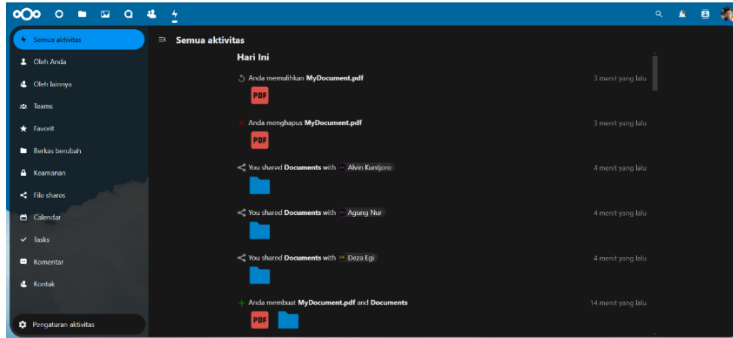 Semua aktivitas
Oleh Anda
Oleh lainnya
Teams
Favorit
Berkas berubah
Keamanan
File shares
Calendar
Tasks
Komentar
Kontak
Pengaturan aktivitas
Semua aktivitas
Hari Ini
Anda memulihkan MyDocument.pdf 3 menit yang lalu
PDF
Anda menghapus MyDocument.pdf 3 menit yang lalu
PDF
You shared Documents with Alvin Kuntjoro 4 menit yang lalu
You shared Documents with Agung Nur 4 menit yang lalu
You shared Documents with Deza Egi 4 menit yang lalu
Anda membuat MyDocument.pdf and Documents 14 menit yang lalu
PDF